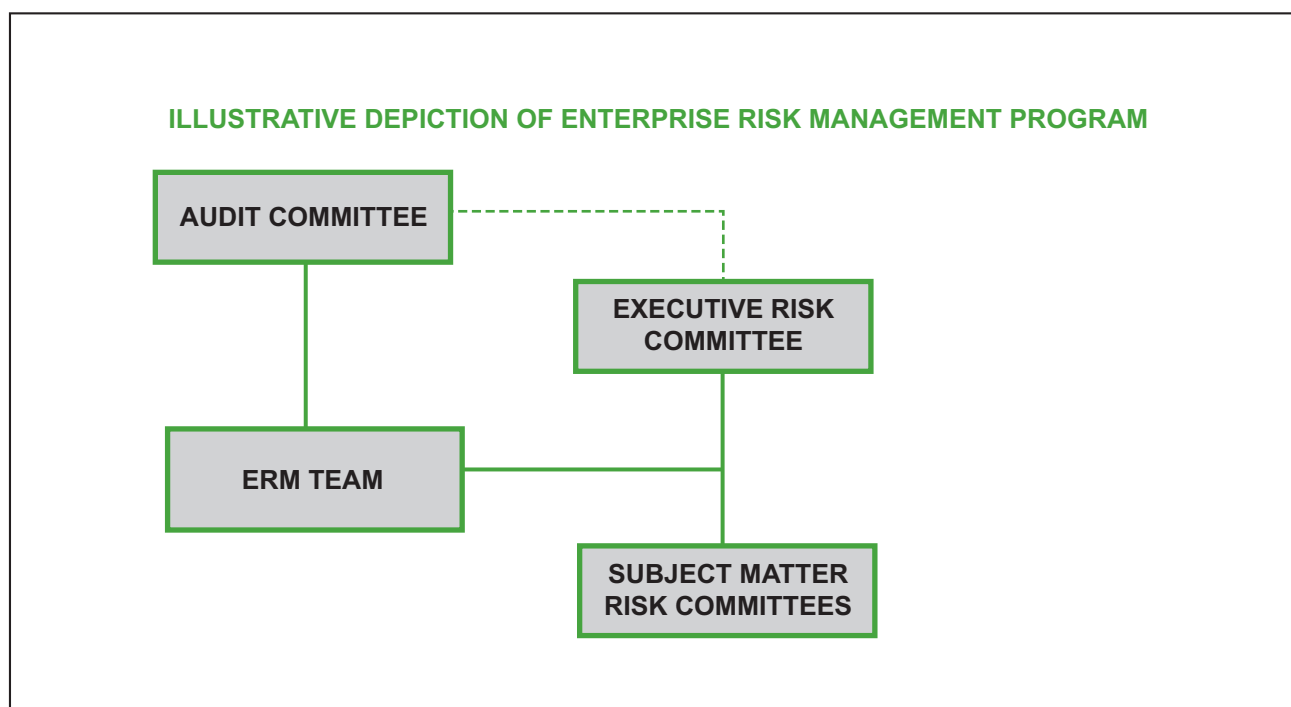 ILLUSTRATIVE DEPICTION OF ENTERPRISE RISK MANAGEMENT PROGRAM
AUDIT COMMITTEE
EXECUTIVE RISK
COMMITTEE
ERM TEAM
SUBJECT MATTER
RISK COMMITTEES